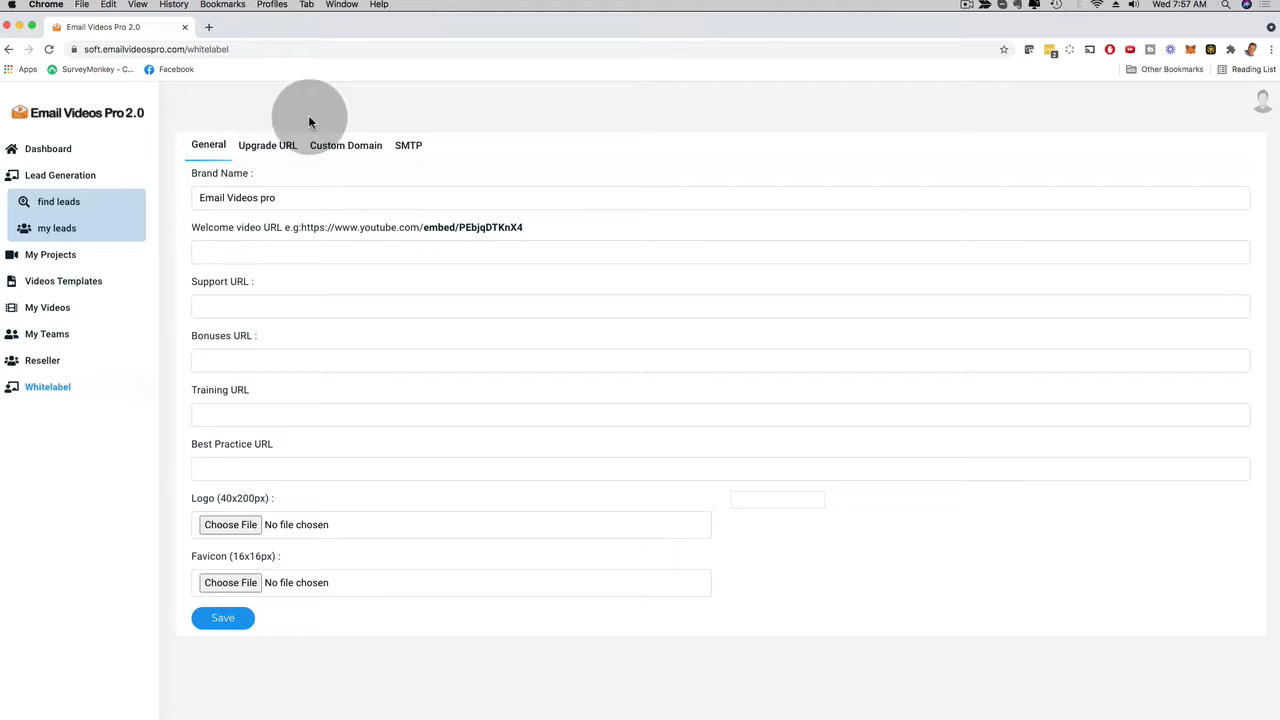 Chrome File Edit View History Bookmarks Profiles Tab Window Help Wed 7:57 AM
Email Videos Pro 2.0
soft.emailvideospro.com/whitelabel
2
Apps SurveyMonkey - C... Facebook Other Bookmarks Reading List
Email Videos Pro 2.0
Dashboard
Lead Generation
find leads
my leads
My Projects
Videos Templates
My Videos
My Teams
Reseller
Whitelabel
General Upgrade URL Custom Domain SMTP
Brand Name :
Email Videos pro
Welcome video URL e.g:https://www.youtube.com/embed/PEbjqDTKnX4
Support URL :
Bonuses URL :
Training URL
Best Practice URL
Logo (40x200px) :
Choose File No file chosen
Favicon (16x16px) :
Choose File No file chosen
Save